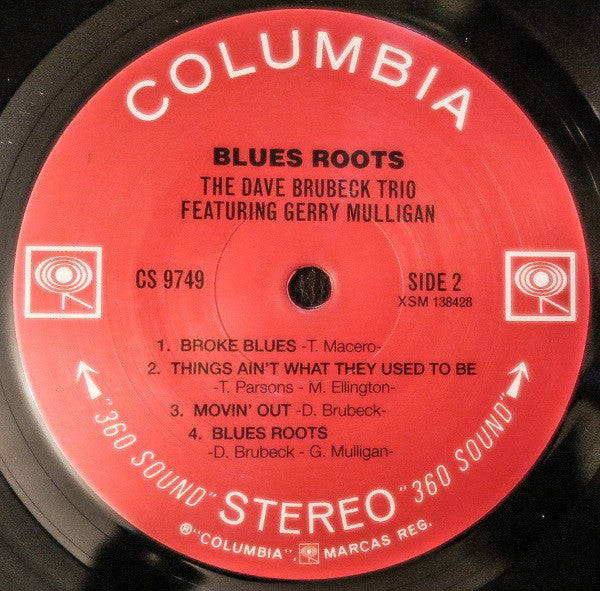 COLUMBIA
BLUES ROOTS
THE DAVE BRUBECK TRIO
FEATURING GERRY MULLIGAN
CS 9749
SIDE 2
XSM 138428
1. BROKE BLUES -T. Macero-
2. THINGS AIN'T WHAT THEY USED TO BE
-T. Parsons - M. Ellington-
3. MOVIN' OUT -D. Brubeck-
4. BLUES ROOTS
-D. Brubeck - G. Mulligan-
"360 SOUND" STEREO "360 SOUND"
®"COLUMBIA", MARCAS REG.